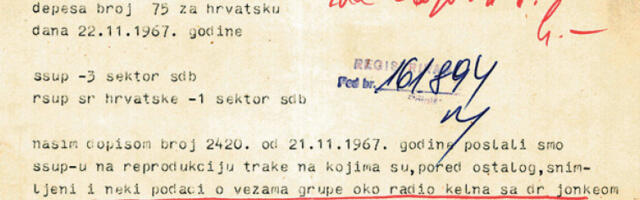 depesa broj 75 za hrvatsku
dana 22.11.1967. godine
ssup -3 sektor sdb
rsup sr hrvatske -1 sektor sdb
Red br. 161894
nasim dopisom broj 2420. od 21.11.1967. godine poslali smo
ssup-u na reprodukciju trake na kojima su,pored ostalog,snim-
ljeni i neki podaci o vezama grupe oko radio kelna sa dr jonkeom